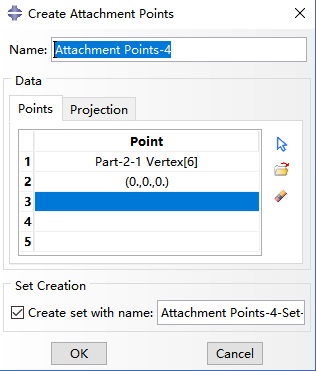 Create Attachment Points
Name: Attachment Points-4
Data
Points Projection
Point
1 Part-2-1 Vertex[6]
2 (0.,0.,0.)
3
4
5
Set Creation
Create set with name: Attachment Points-4-Set-
OK Cancel